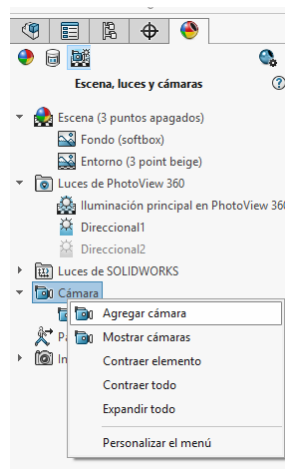 Escena, luces y cámaras
Escena (3 puntos apagados)
Fondo (softbox)
Entorno (3 point beige)
Luces de PhotoView 360
Iluminación principal en PhotoView 360
Direccional1
Direccional2
Luces de SOLIDWORKS
Cámara
Agregar cámara
Mostrar cámaras
Contraer elemento
Contraer todo
Expandir todo
Personalizar el menú